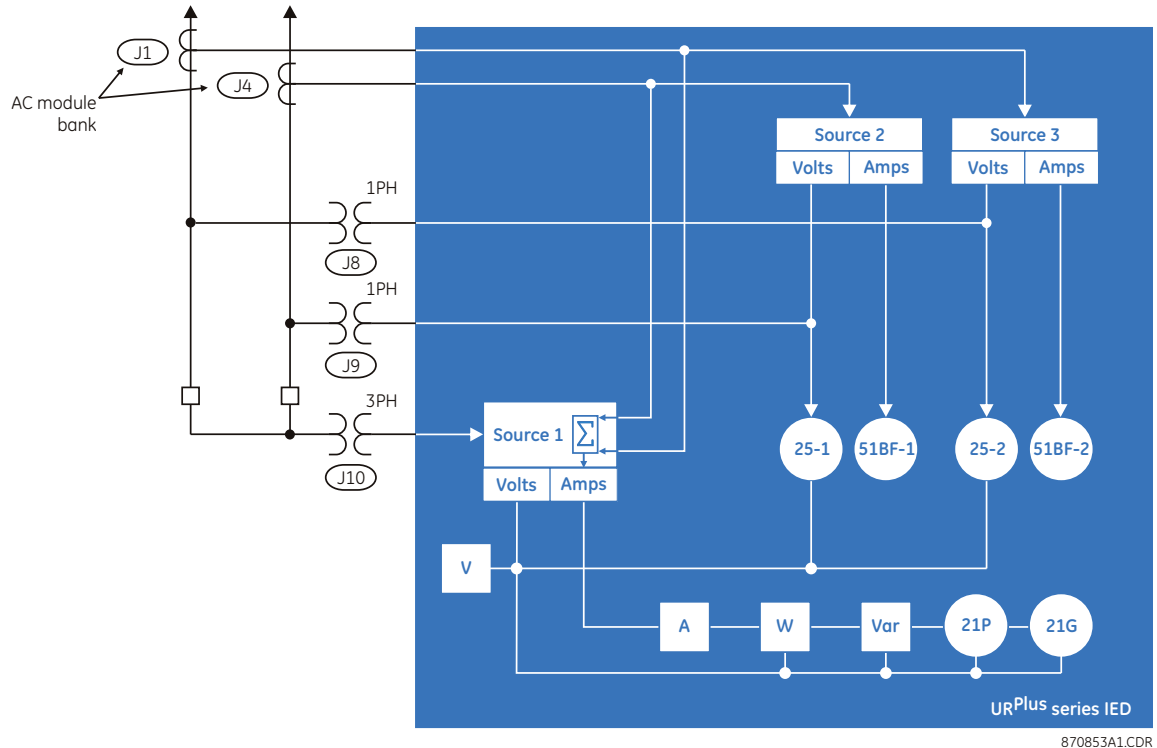 J1
J4
AC module
bank
1PH
J8
1PH
J9
3PH
J10
Source 2
Volts Amps
Source 3
Volts Amps
Source 1 Σ
Volts Amps
25-1 51BF-1 25-2 51BF-2
V
A W Var 21P 21G
URPlus series IED
870853A1.CDR